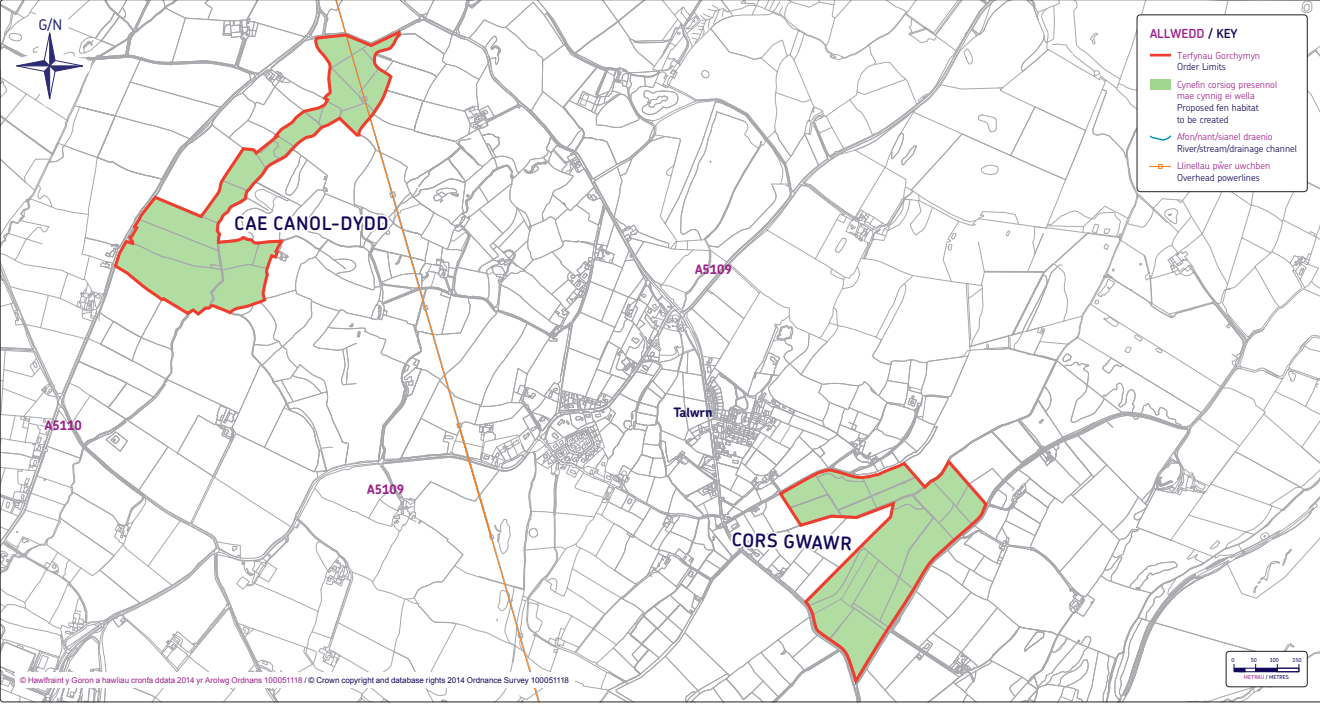 G/N
ALLWEDD / KEY
Terfynau Gorchymyn
Order Limits
Cynefin corsiog presennol
mae cynnig ei wella
Proposed fen habitat
to be created
Afon/nant/sianel draenio
River/stream/drainage channel
Llinellau pŵer uwchben
Overhead powerlines
CAE CANOL-DYDD
A5109
Talwrn
A5110
A5109
CORS GWAWR
0 50 100 150
METRAU / METRES
© Hawlfraint y Goron a hawliau cronfa ddata 2014 yr Arolwg Ordnans 100051118 / © Crown copyright and database rights 2014 Ordnance Survey 100051118